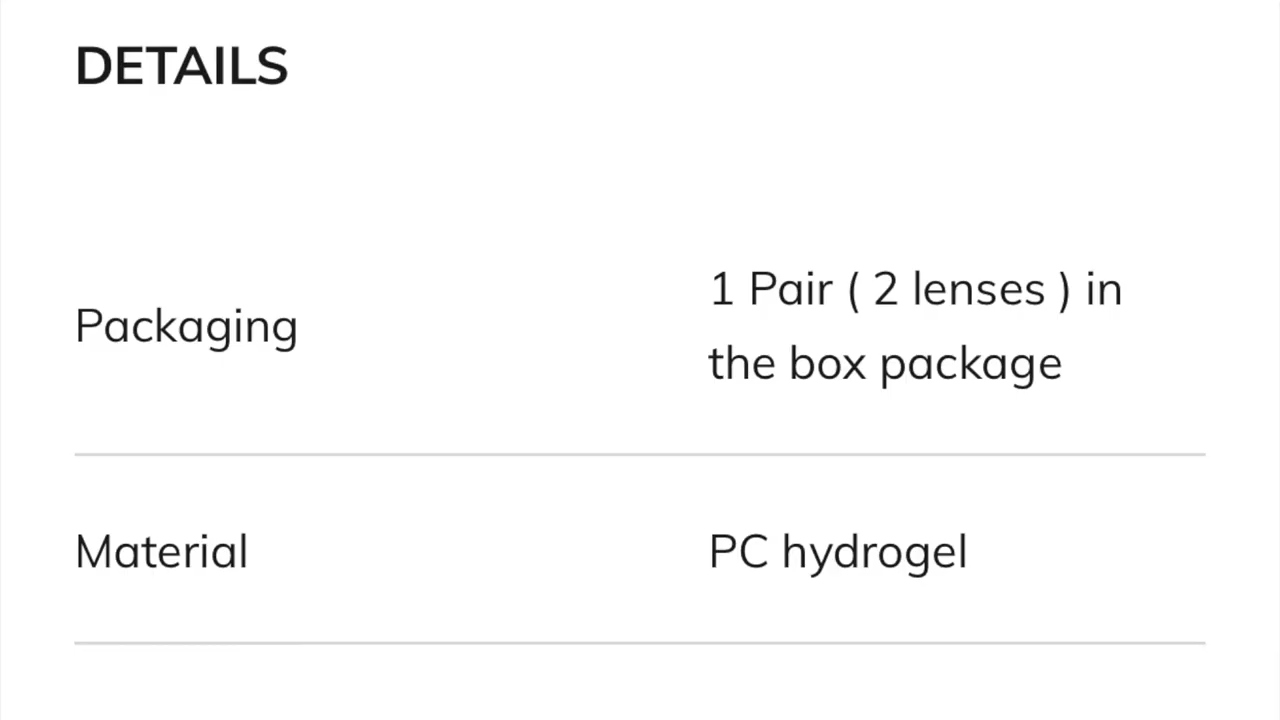 DETAILS
Packaging
1 Pair ( 2 lenses ) in
the box package
Material
PC hydrogel